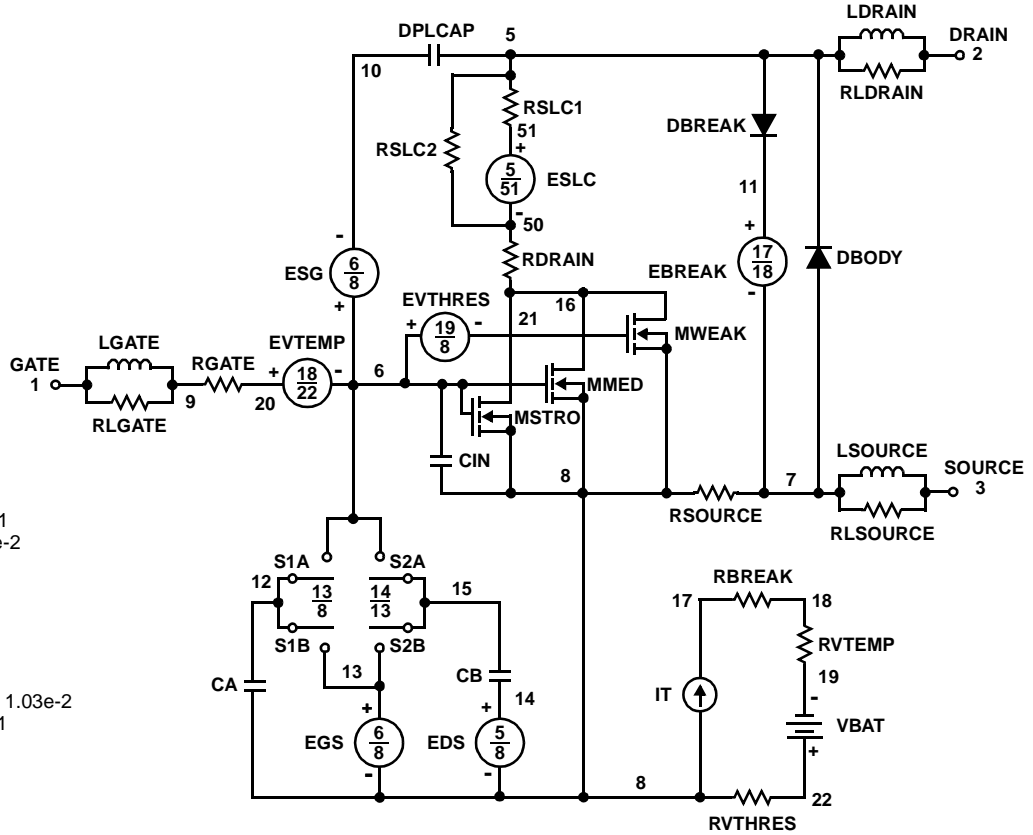 LDRAIN
DPLCAP
5
DRAIN
2
10
RLDRAIN
RSLC1
DBREAK
51
+
RSLC2
5
51
ESLC
11
-
50
-
+
17
18
RDRAIN
DBODY
6
8
EBREAK
ESG
-
EVTHRES
16
+
21
+
19
8
-
MWEAK
LGATE
EVTEMP
GATE
1
RGATE
+
18
22
-
6
MMED
9
20
MSTRO
RLGATE
CIN
LSOURCE
8
7
SOURCE
3
RSOURCE
RLSOURCE
1
e-2
S1A
S2A
12
13
8
14
13
15
RBREAK
17
18
S1B
S2B
RVTEMP
13
CB
19
CA
14
IT
-
1.03e-2
1
+
+
VBAT
EGS
6
8
EDS
5
8
+
-
-
8
22
RVTHRES